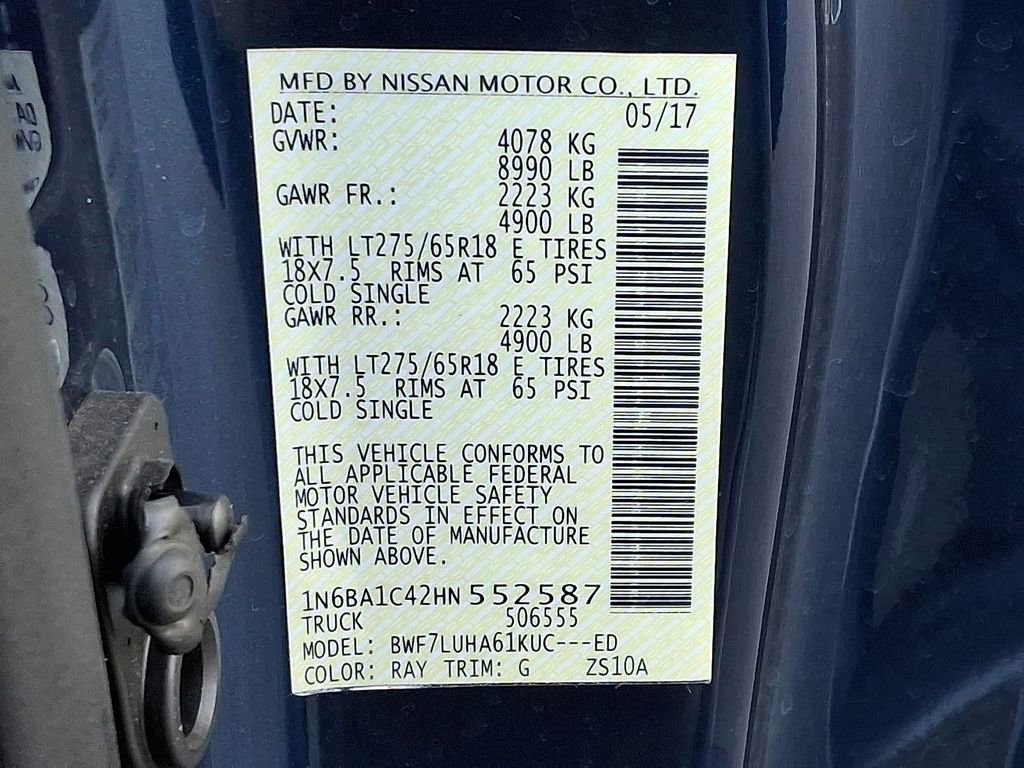 MFD BY NISSAN MOTOR CO., LTD.
DATE: 05/17
GVWR: 4078 KG
8990 LB
GAWR FR.: 2223 KG
4900 LB
WITH LT275/65R18 E TIRES
18X7.5 RIMS AT 65 PSI
COLD SINGLE
GAWR RR.: 2223 KG
4900 LB
WITH LT275/65R18 E TIRES
18X7.5 RIMS AT 65 PSI
COLD SINGLE
THIS VEHICLE CONFORMS TO
ALL APPLICABLE FEDERAL
MOTOR VEHICLE SAFETY
STANDARDS IN EFFECT ON
THE DATE OF MANUFACTURE
SHOWN ABOVE.
1N6BA1C42HN 552587
TRUCK 506555
MODEL: BWF7LUHA61KUC---ED
COLOR: RAY TRIM: G ZS10A